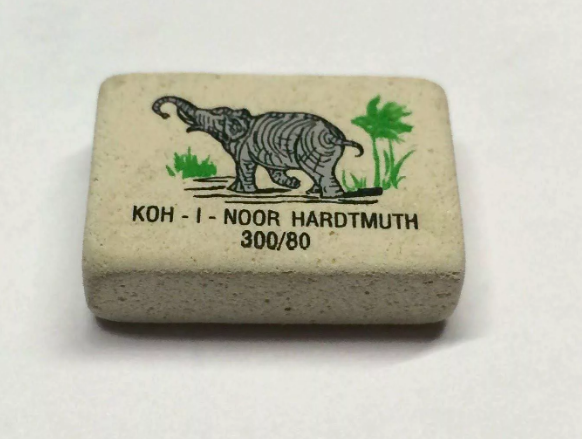 KOH - I - NOOR HARDTMUTH
300/80